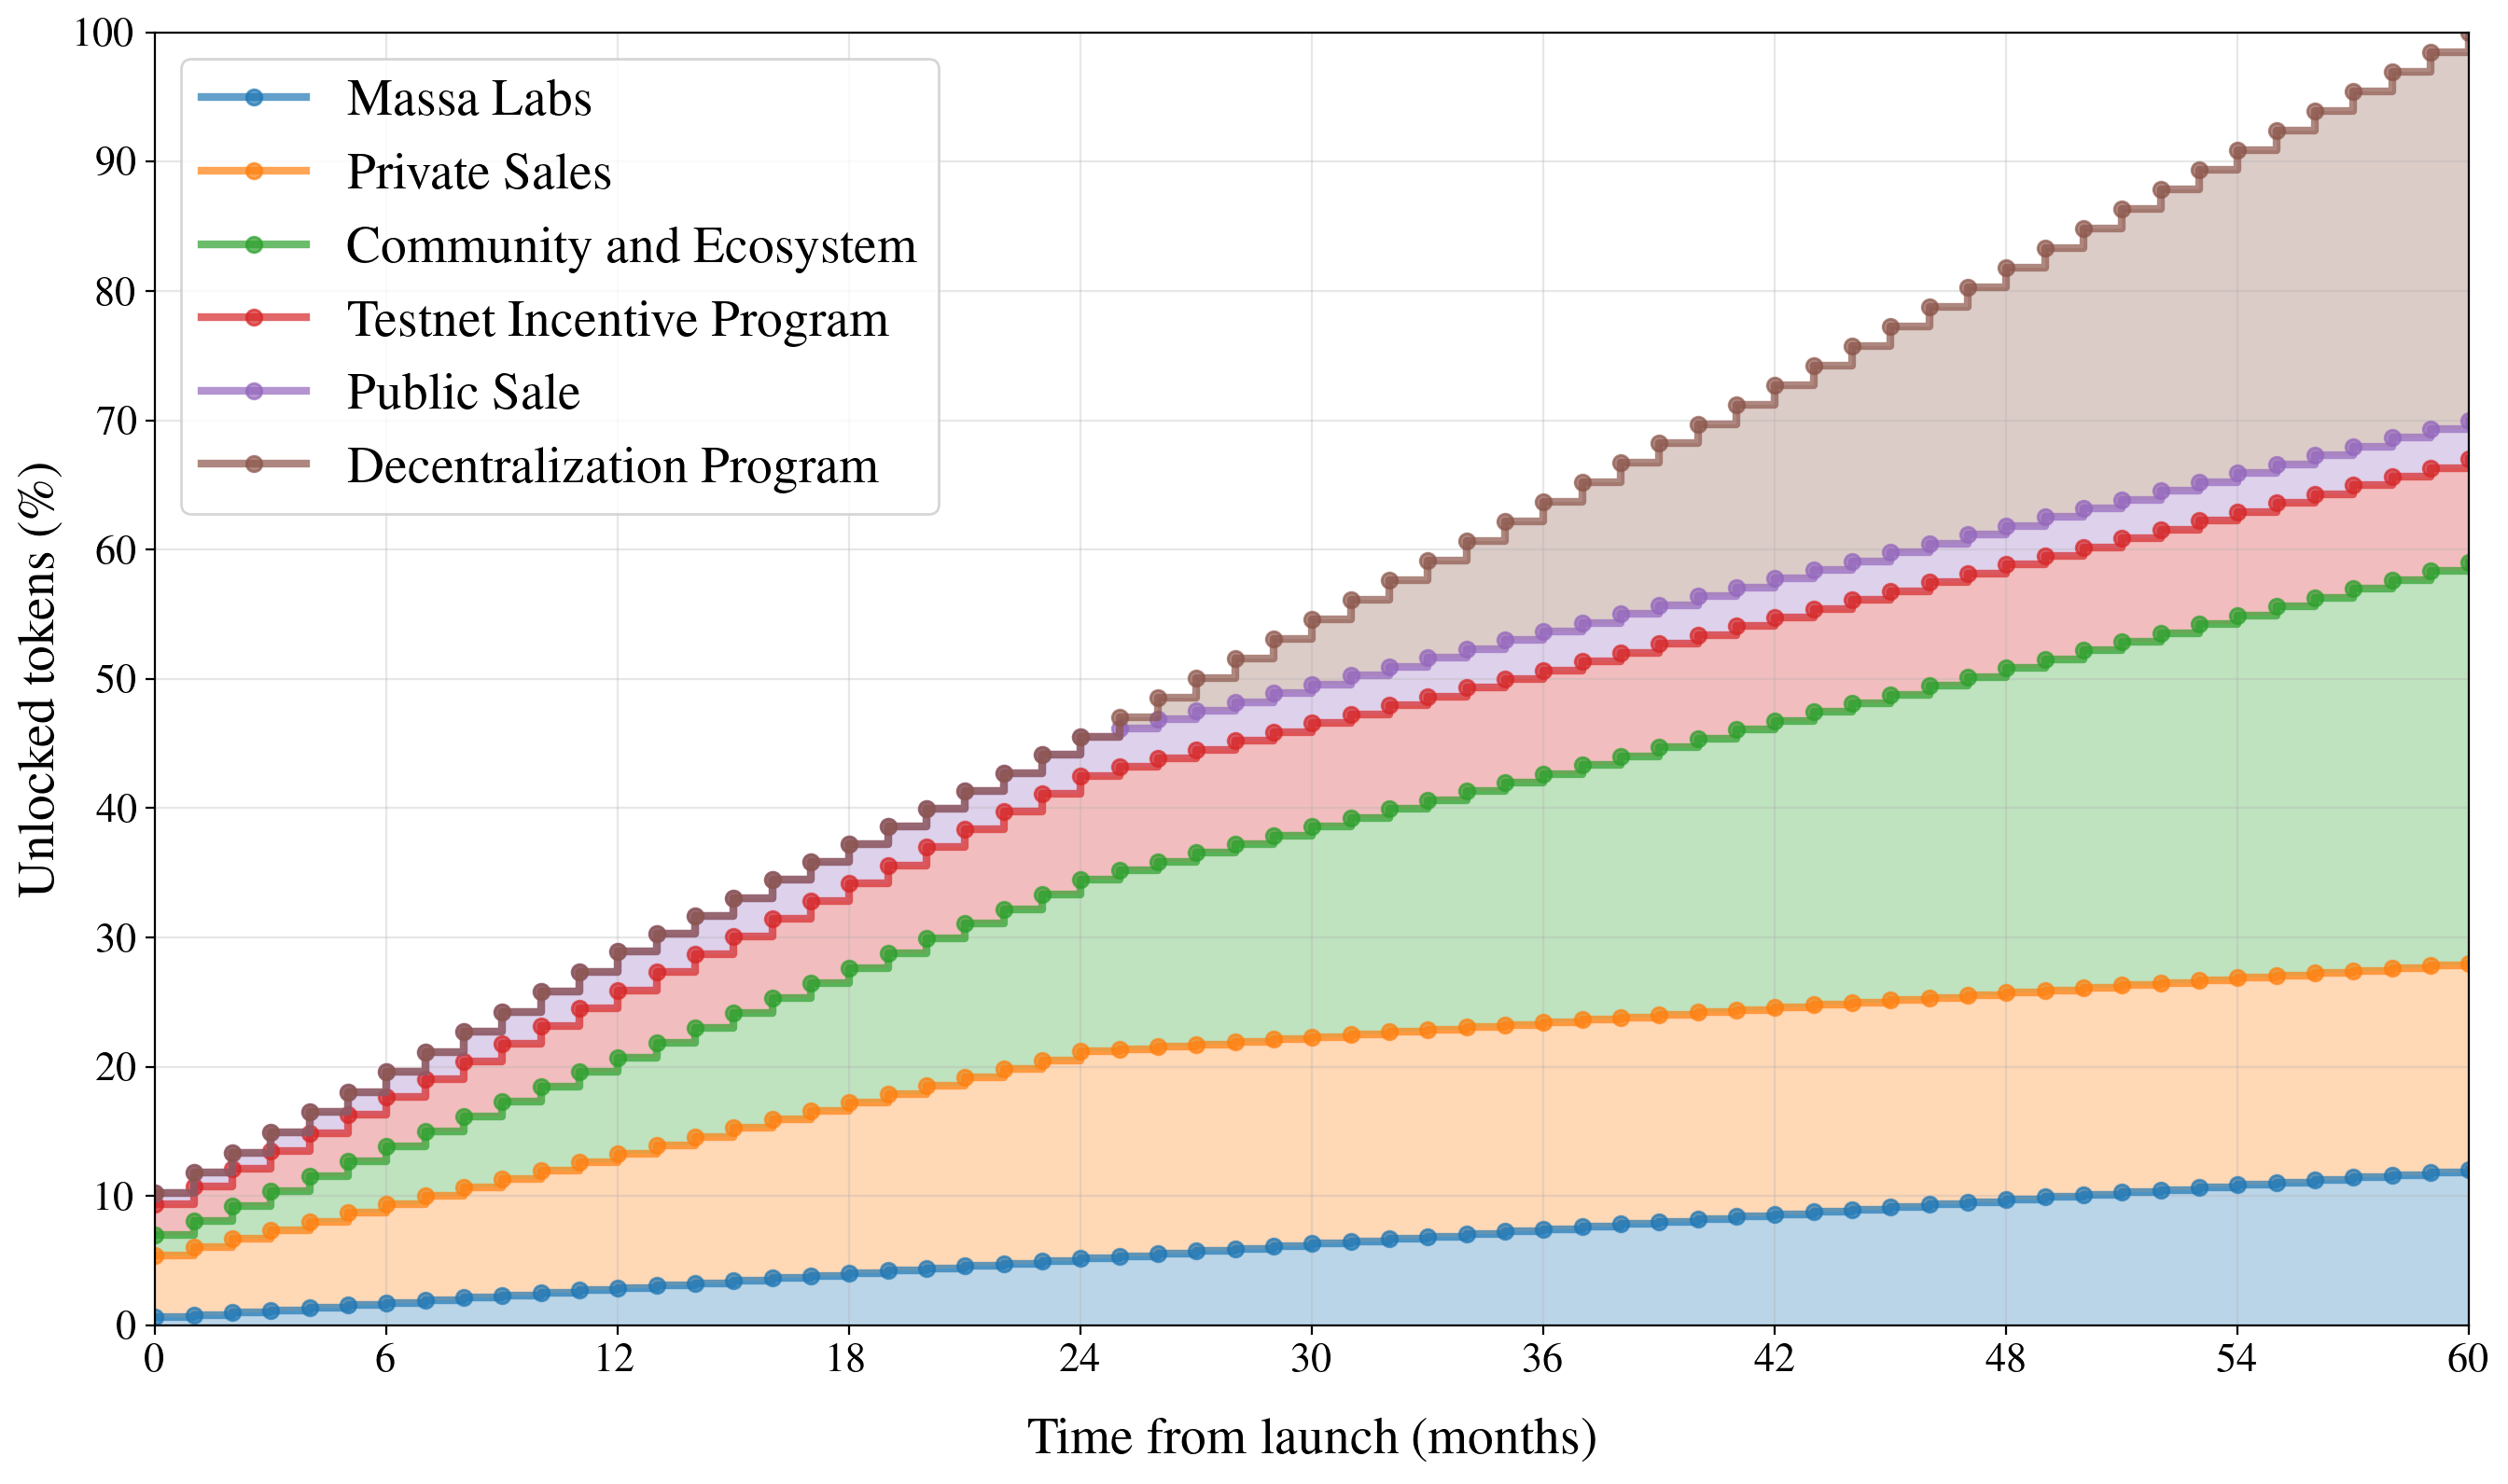 100
90
80
70
60
50
40
30
20
10
0
Unlocked tokens (%)
Massa Labs
Private Sales
Community and Ecosystem
Testnet Incentive Program
Public Sale
Decentralization Program
0 6 12 18 24 30 36 42 48 54 60
Time from launch (months)